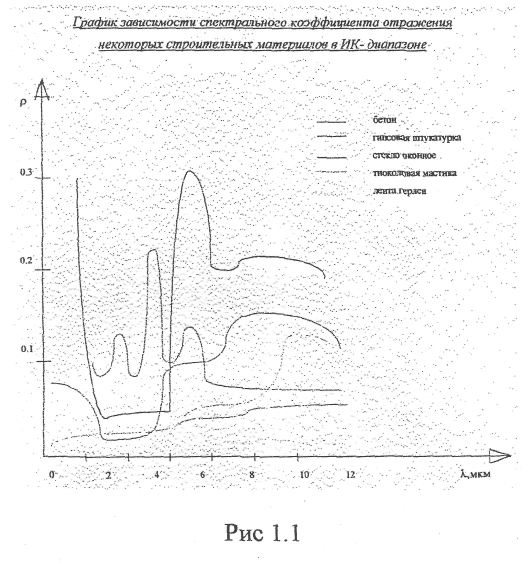 График зависимости спектрального коэффициента отражения
некоторых строительных материалов в ИК- диапазоне
ρ
бетон
гипсовая штукатурка
стекло оконное
тиоколовая мастика
лента герлен
0.3
0.2
0.1
0 2 4 6 8 10 12 λ,мкм
Рис 1.1